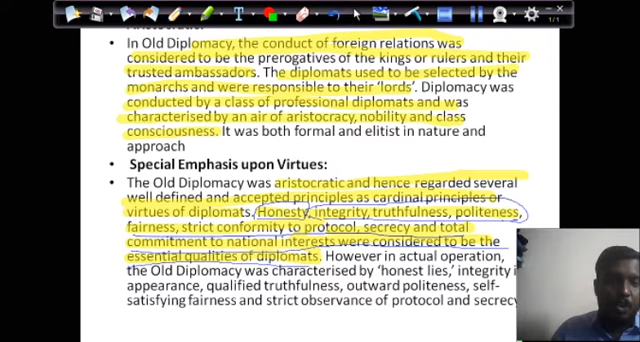 • In Old Diplomacy, the conduct of foreign relations was
considered to be the prerogatives of the kings or rulers and their
trusted ambassadors. The diplomats used to be selected by the
monarchs and were responsible to their 'lords'. Diplomacy was
conducted by a class of professional diplomats and was
characterised by an air of aristocracy, nobility and class
consciousness. It was both formal and elitist in nature and
approach
• Special Emphasis upon Virtues:
• The Old Diplomacy was aristocratic and hence regarded several
well defined and accepted principles as cardinal principles or
virtues of diplomats. Honesty, integrity, truthfulness, politeness,
fairness, strict conformity to protocol, secrecy and total
commitment to national interests were considered to be the
essential qualities of diplomats. However in actual operation,
the Old Diplomacy was characterised by 'honest lies', integrity i
appearance, qualified truthfulness, outward politeness, self-
satisfying fairness and strict observance of protocol and secrecy
1/1